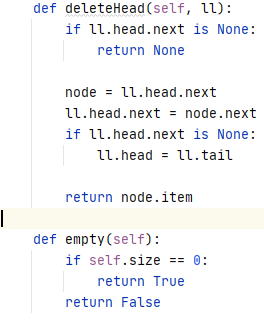 def deleteHead(self, ll):
if ll.head.next is None:
return None
node = ll.head.next
ll.head.next = node.next
if ll.head.next is None:
ll.head = ll.tail
return node.item
def empty(self):
if self.size == 0:
return True
return False